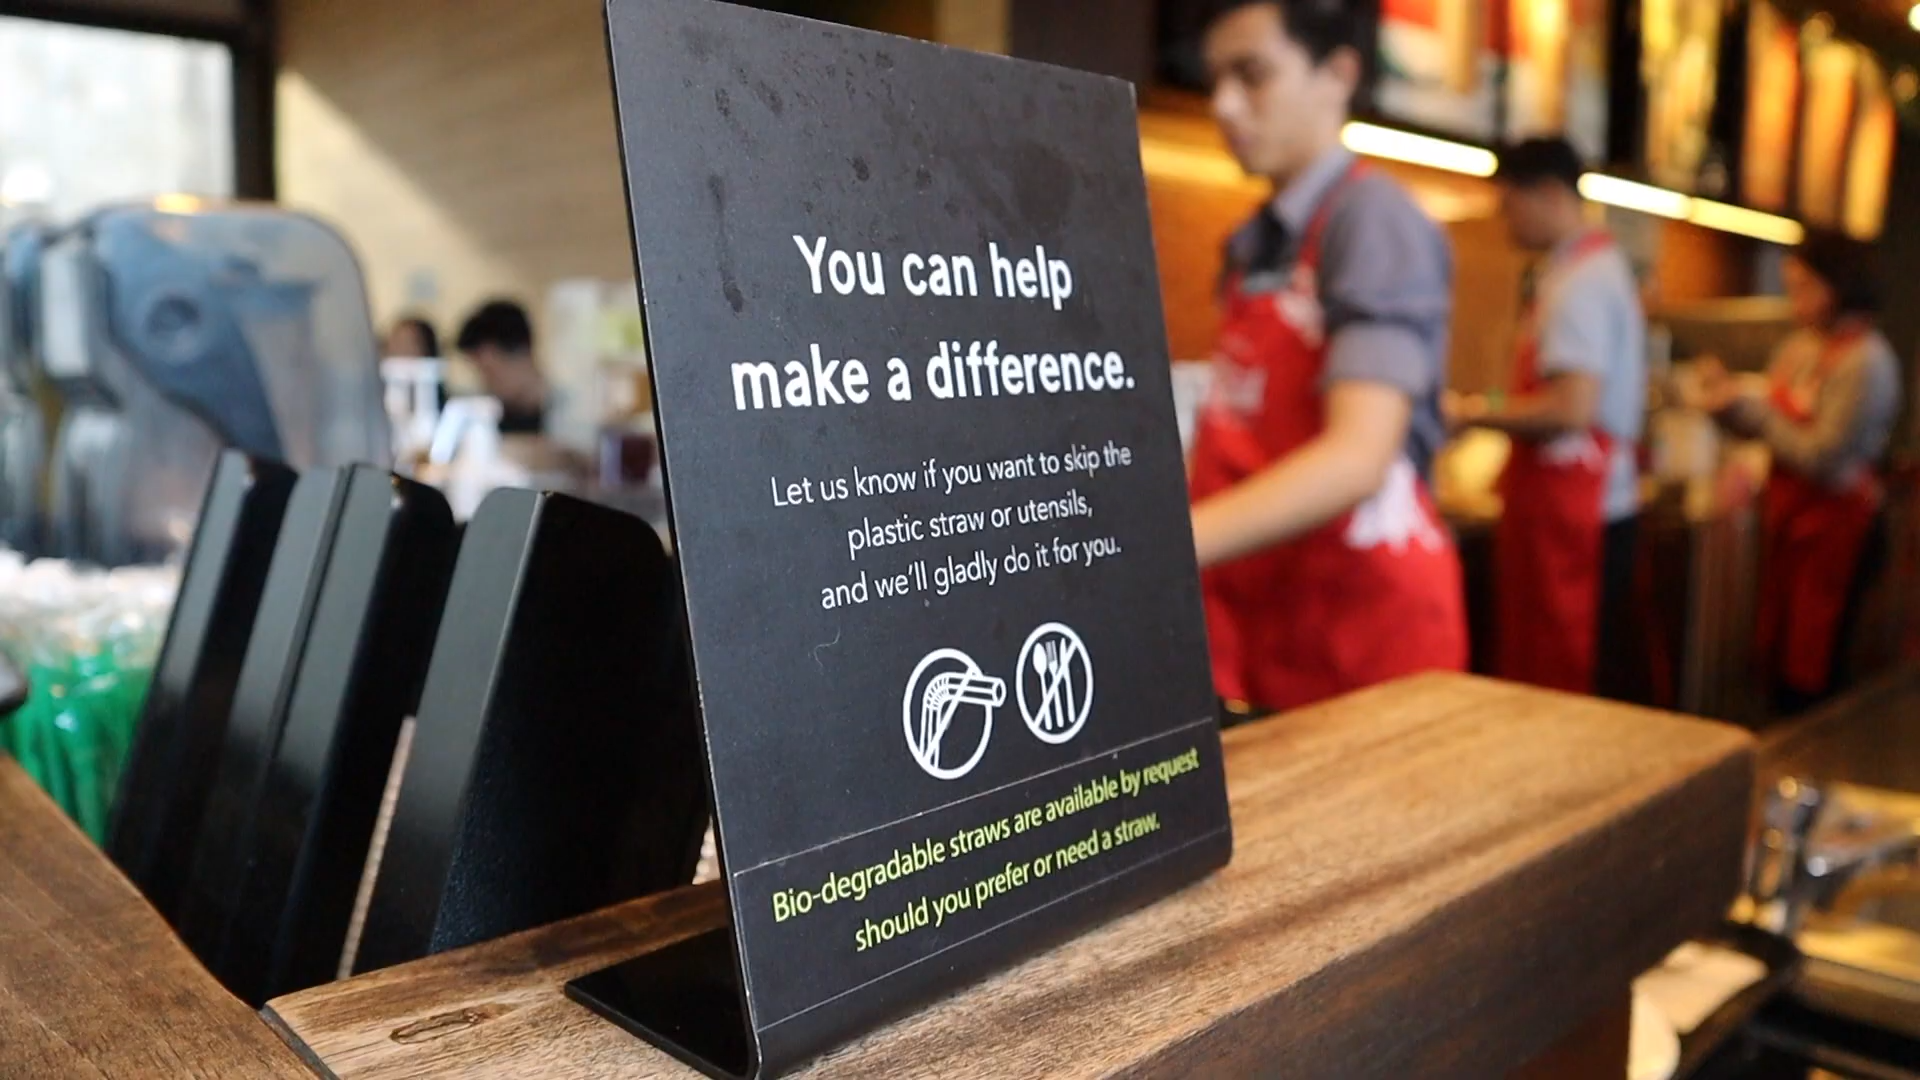 You can help
make a difference.
Let us know if you want to skip the
plastic straw or utensils,
and we'll gladly do it for you.
Bio-degradable straws are available by request
should you prefer or need a straw.